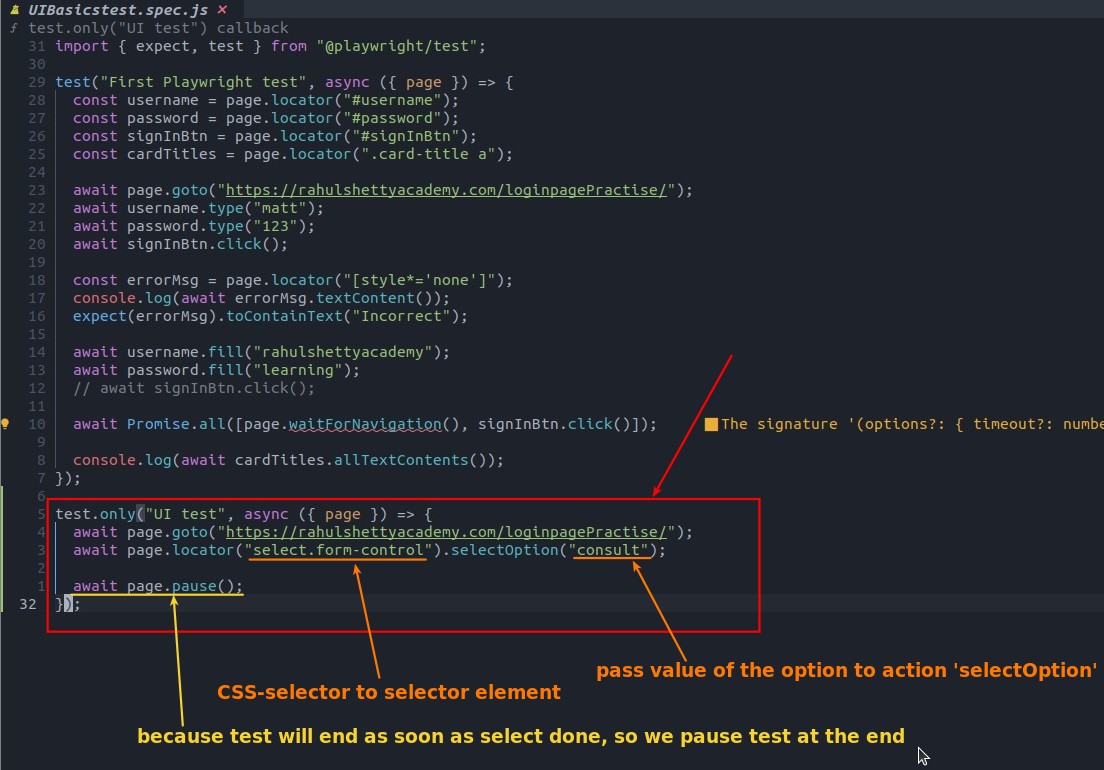 UIBasicstest.spec.js ✕
f test.only("UI test") callback
31 import { expect, test } from "@playwright/test";
30
29 test("First Playwright test", async ({ page }) => {
28 const username = page.locator("#username");
27 const password = page.locator("#password");
26 const signInBtn = page.locator("#signInBtn");
25 const cardTitles = page.locator(".card-title a");
24
23 await page.goto("https://rahulshettyacademy.com/loginpagePractise/");
22 await username.type("matt");
21 await password.type("123");
20 await signInBtn.click();
19
18 const errorMsg = page.locator("[style*='none']");
17 console.log(await errorMsg.textContent());
16 expect(errorMsg).toContainText("Incorrect");
15
14 await username.fill("rahulshettyacademy");
13 await password.fill("learning");
12 // await signInBtn.click();
11
10 await Promise.all([page.waitForNavigation(), signInBtn.click()]); The signature '(options?: { timeout?: numbe
9
8 console.log(await cardTitles.allTextContents());
7 });
6
5 test.only("UI test", async ({ page }) => {
4 await page.goto("https://rahulshettyacademy.com/loginpagePractise/");
3 await page.locator("select.form-control").selectOption("consult");
2
1 await page.pause();
32 });
pass value of the option to action 'selectOption'
CSS-selector to selector element
because test will end as soon as select done, so we pause test at the end